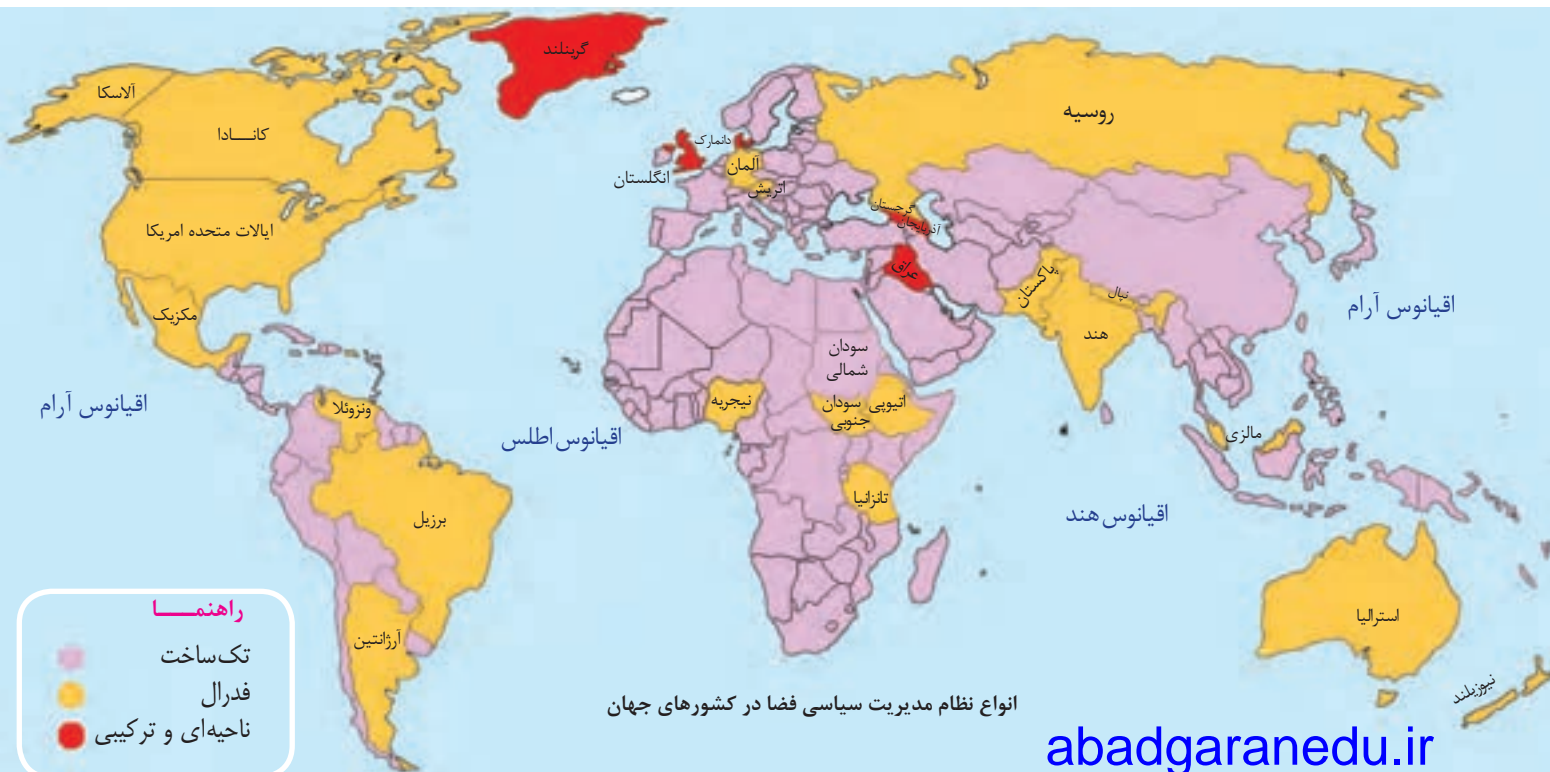 گرینلند
آلاسکا
کانـــادا
ایالات متحده امریکا
مکزیک
ونزوئلا
برزیل
آرژانتین
اقیانوس آرام
اقیانوس اطلس
انگلستان
دانمارک
آلمان
اتریش
روسیه
گرجستان
آذربایجان
عراق
پاکستان
نپال
هند
سودان
شمالی
نیجریه
سودان
جنوبی
اتیوپی
تانزانیا
مالزی
اقیانوس آرام
اقیانوس هند
استرالیا
نیوزیلند
راهنمـــــا
تک‌ساخت
فدرال
ناحیه‌ای و ترکیبی
انواع نظام مدیریت سیاسی فضا در کشورهای جهان
abadgaranedu.ir